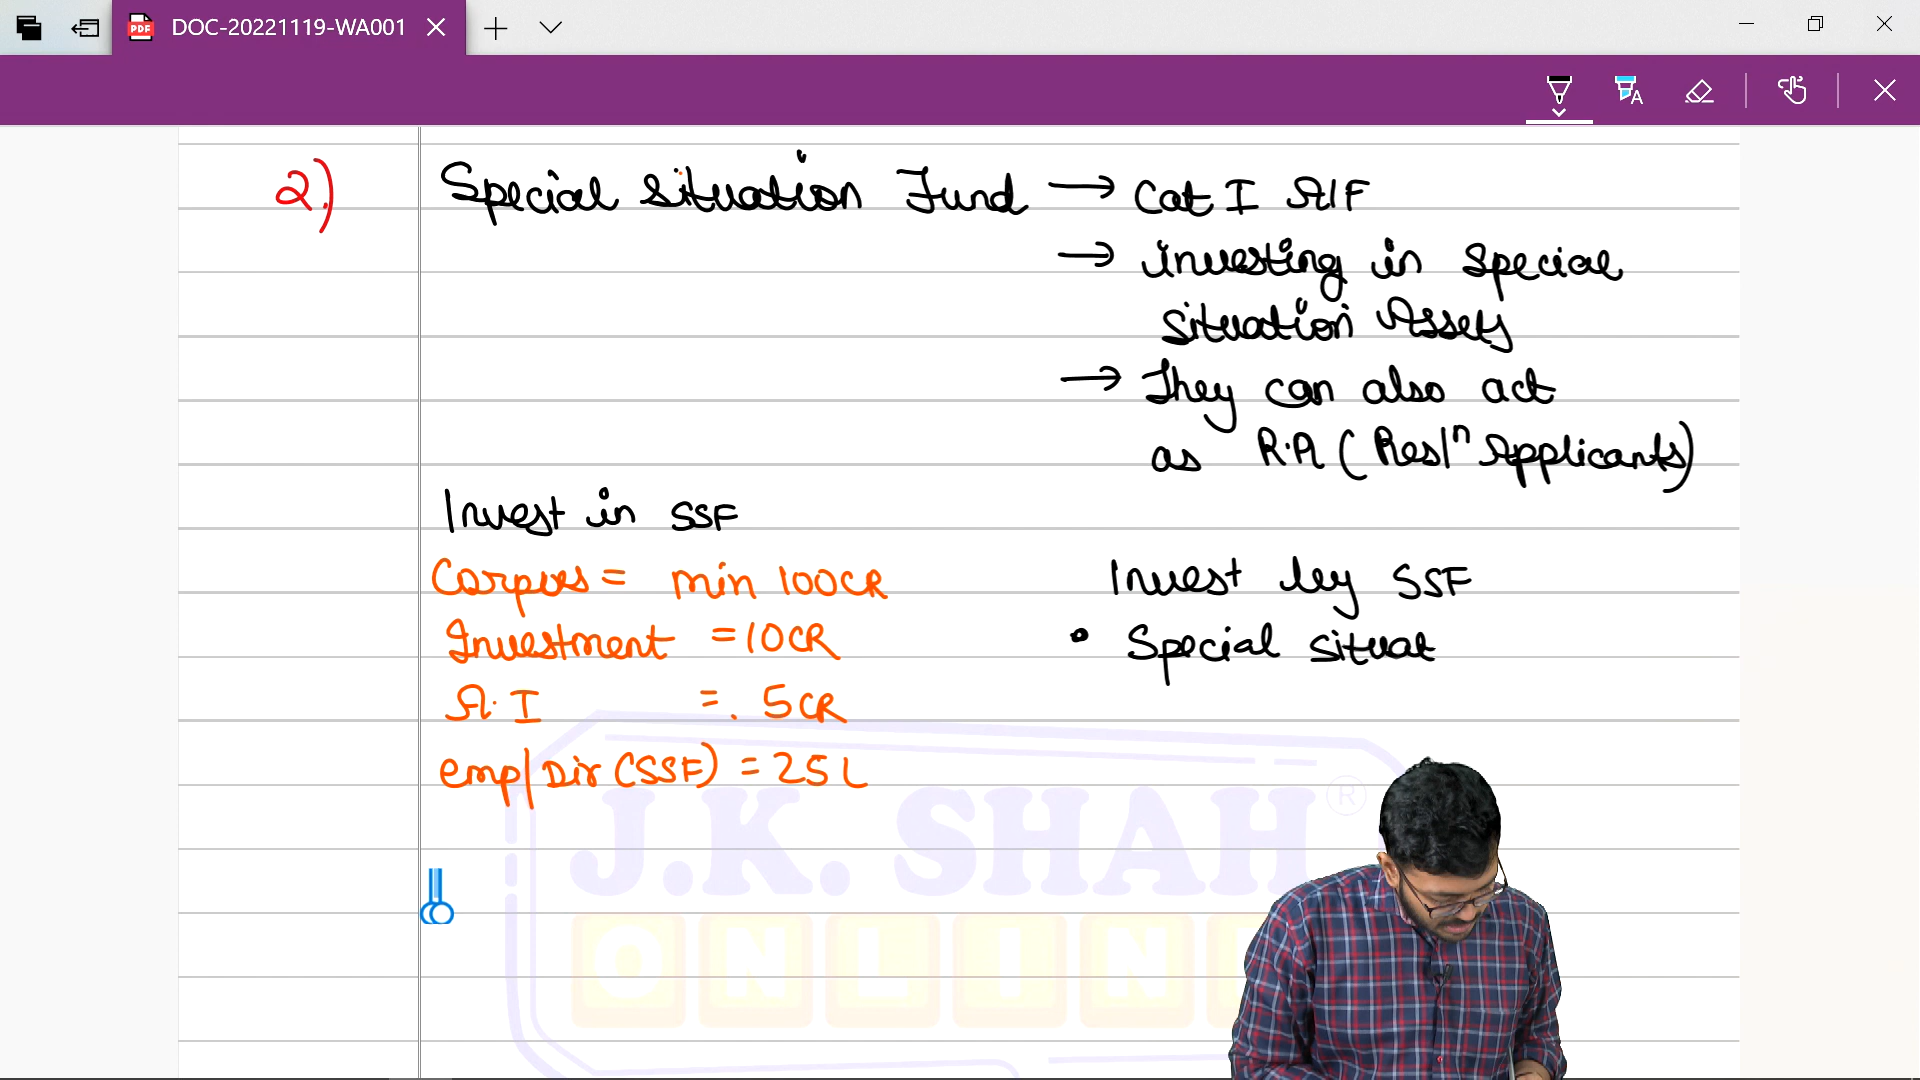 DOC-20221119-WA001
2.) Special Situation Fund → Cat I AIF
→ investing in Special
Situation Assets
→ They can also act
as R.A (Resl^n Applicants)
Invest in SSF
Corpus = min 100CR
Investment = 10CR
A.I =. 5CR
emp/Dir (SSF) = 25 L
Invest by SSF
• Special situat
J.K. SHAH ®
ONLINE